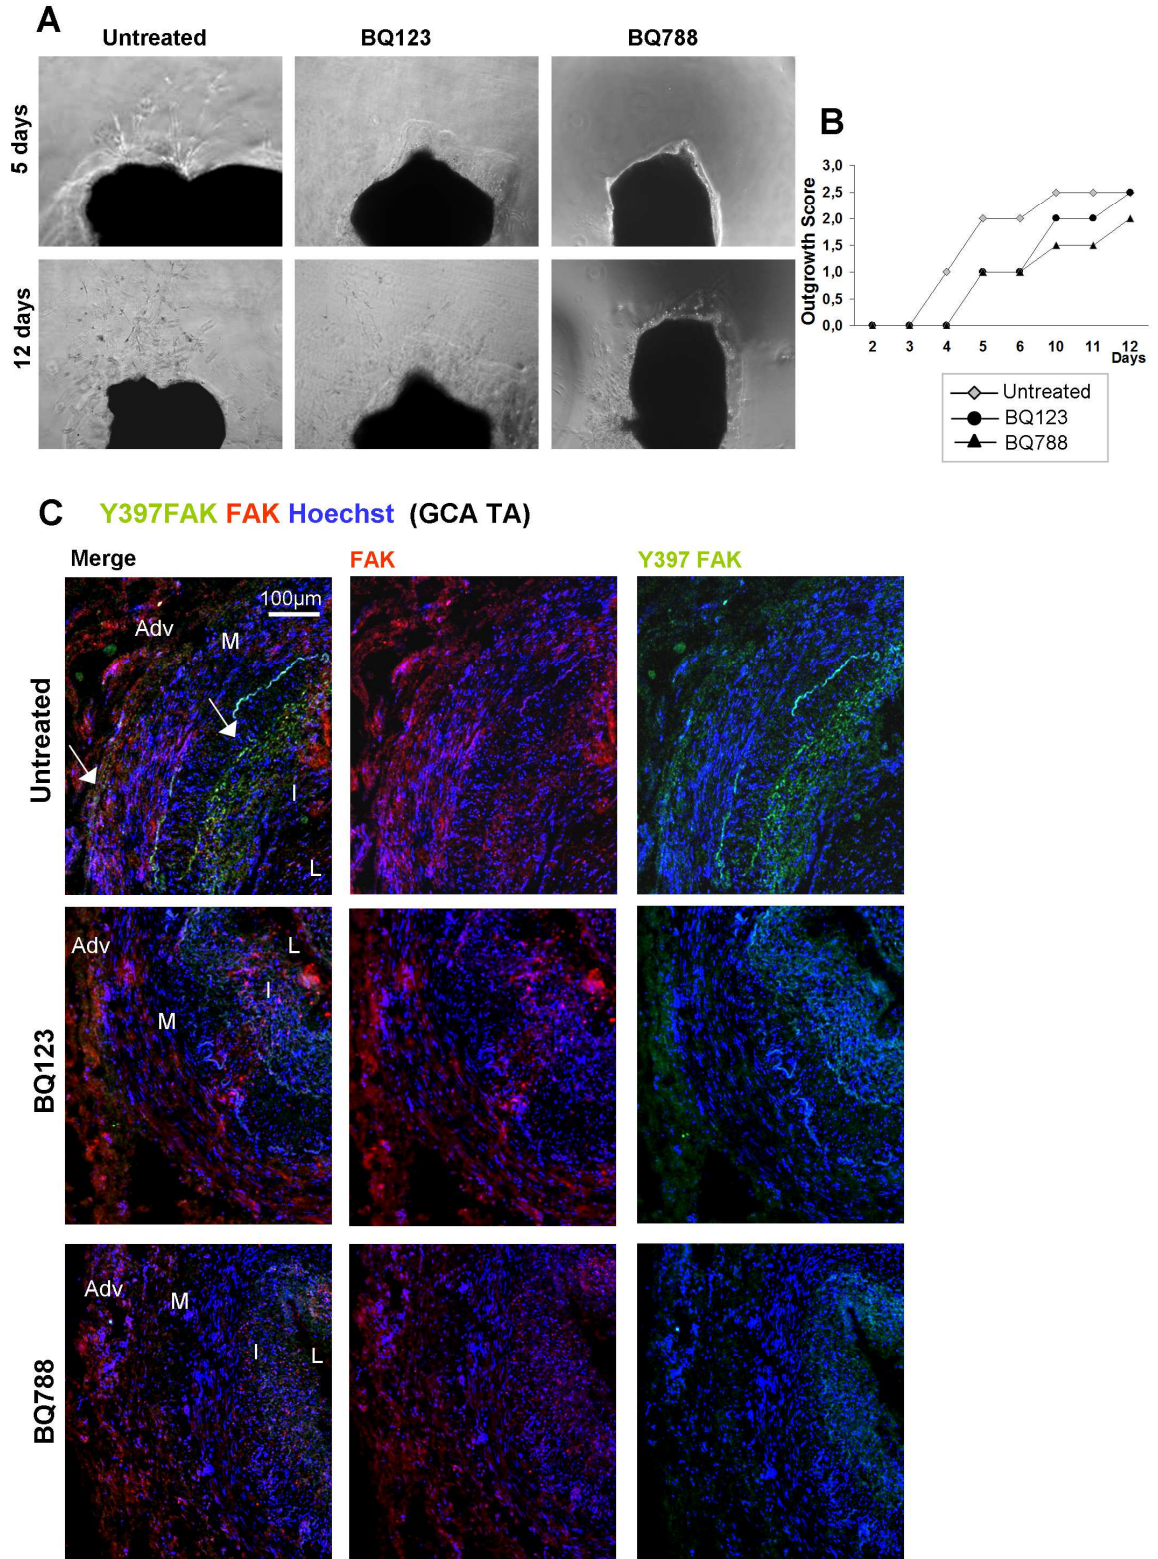 A
Untreated
BQ123
BQ788
5 days
12 days
B
Outgrowth Score
3,0
2,5
2,0
1,5
1,0
0,5
0,0
2 3 4 5 6 10 11 12
Days
Untreated
BQ123
BQ788
C Y397FAK FAK Hoechst (GCA TA)
Merge
FAK
Y397 FAK
Untreated
100µm
Adv
M
I
L
BQ123
Adv
L
I
M
BQ788
Adv
M
I
L